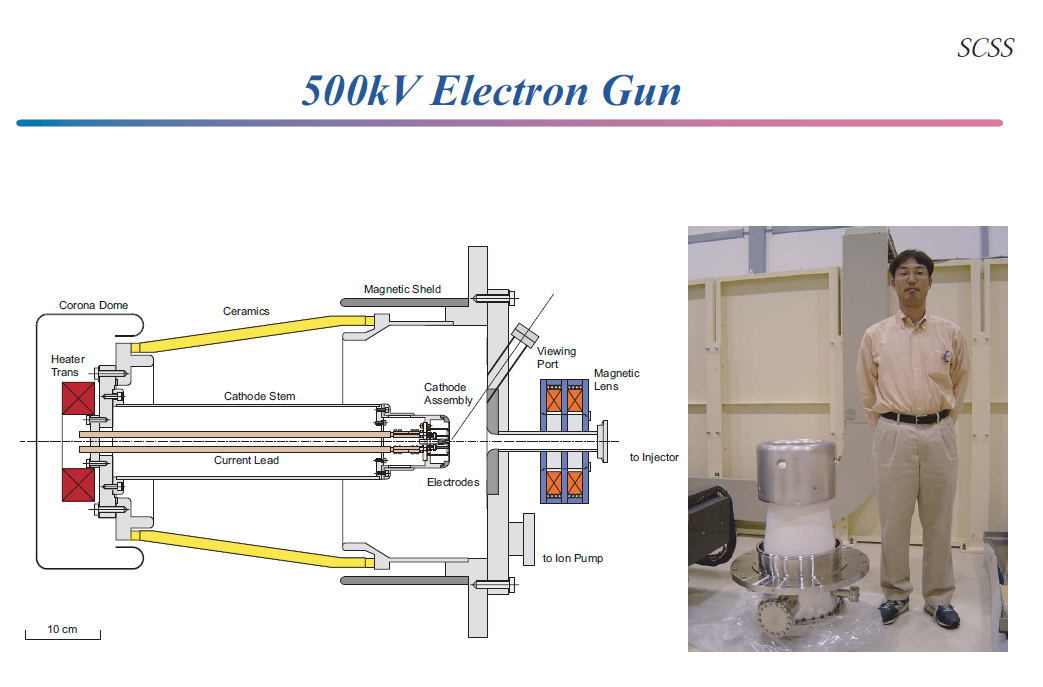 SCSS
500kV Electron Gun
Magnetic Sheld
Corona Dome
Ceramics
Heater
Trans
Viewing
Port
Magnetic
Lens
Cathode
Assembly
Cathode Stem
Current Lead
to Injector
Electrodes
to Ion Pump
10 cm